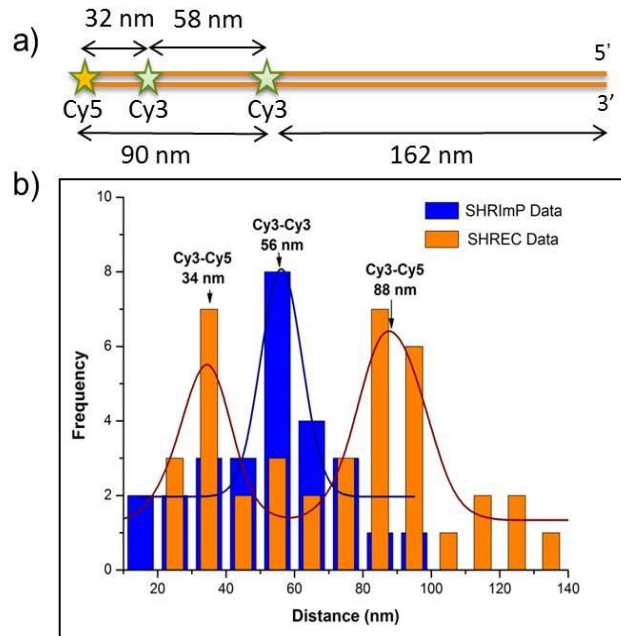 a)
32 nm
58 nm
5’
Cy5
Cy3
Cy3
3’
90 nm
162 nm
b)
10
8
6
4
2
0
Frequency
Cy3-Cy5
34 nm
Cy3-Cy3
56 nm
Cy3-Cy5
88 nm
SHRImP Data
SHREC Data
20
40
60
80
100
120
140
Distance (nm)